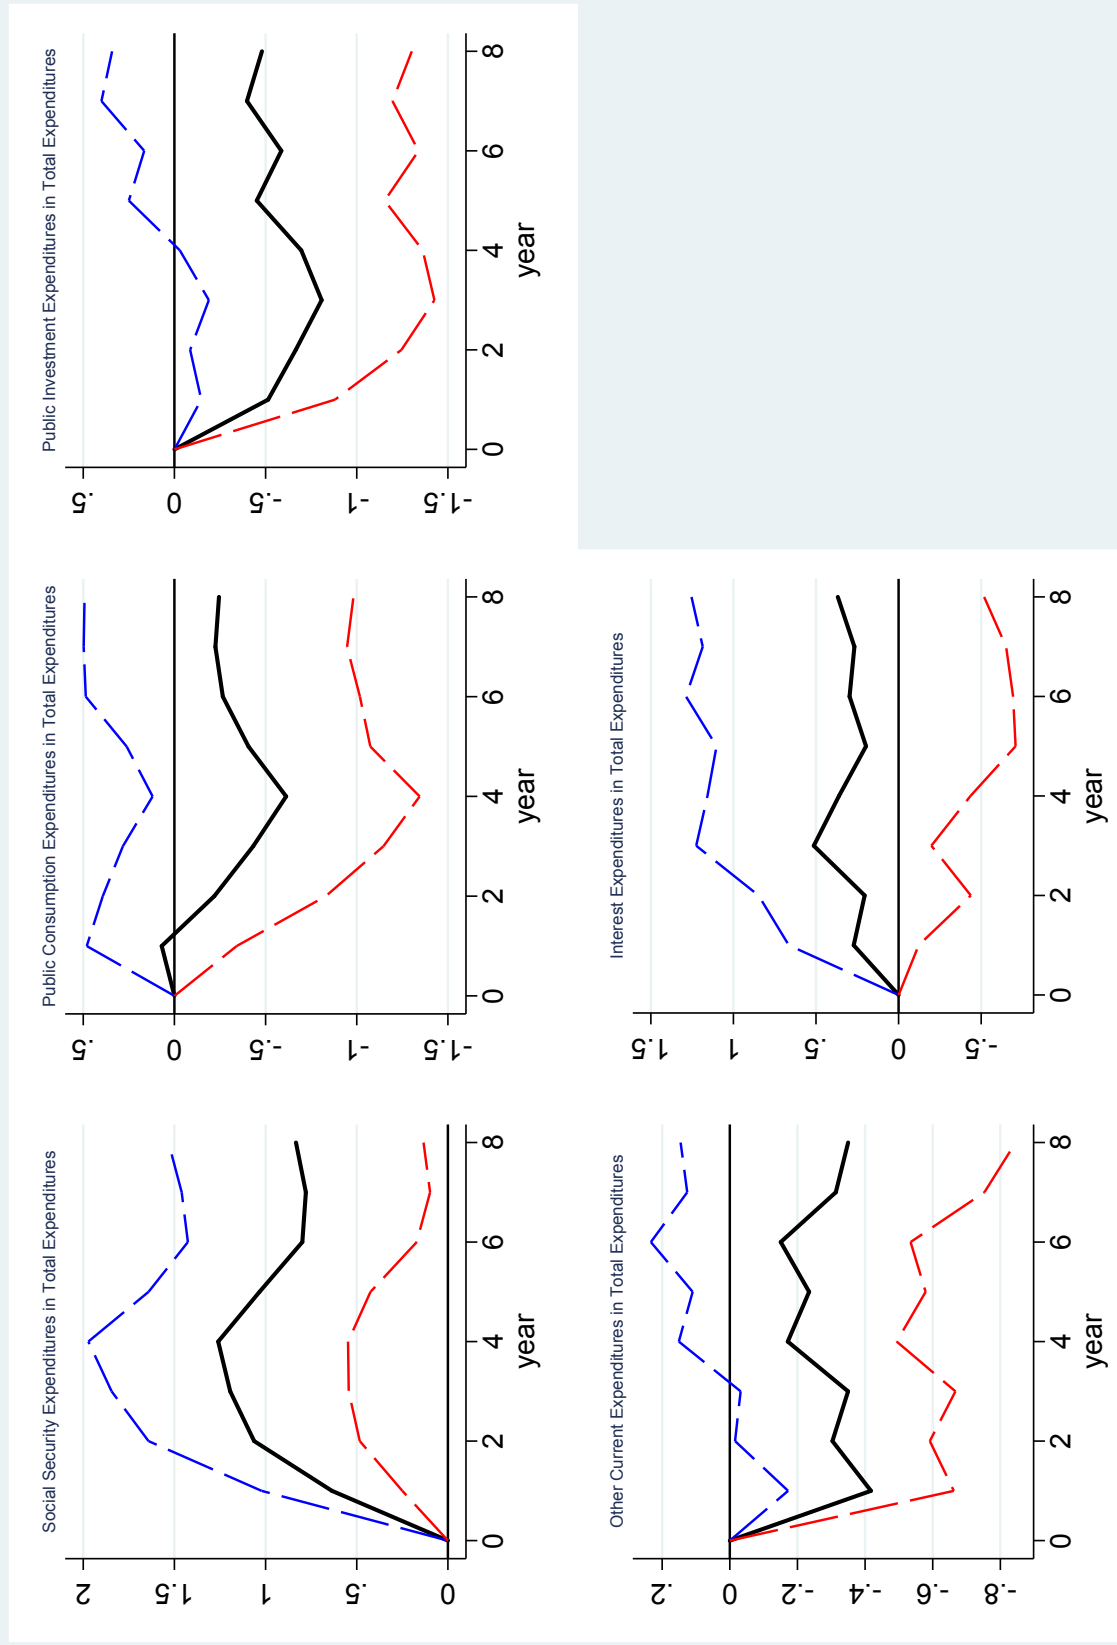 Social Security Expenditures in Total Expenditures
2
1.5
1
.5
0
0 2 4 6 8
year
Public Consumption Expenditures in Total Expenditures
.5
0
-.5
-1
-1.5
0 2 4 6 8
year
Public Investment Expenditures in Total Expenditures
.5
0
-.5
-1
-1.5
0 2 4 6 8
year
Other Current Expenditures in Total Expenditures
.2
0
-.2
-.4
-.6
-.8
0 2 4 6 8
year
Interest Expenditures in Total Expenditures
1.5
1
.5
0
-.5
0 2 4 6 8
year